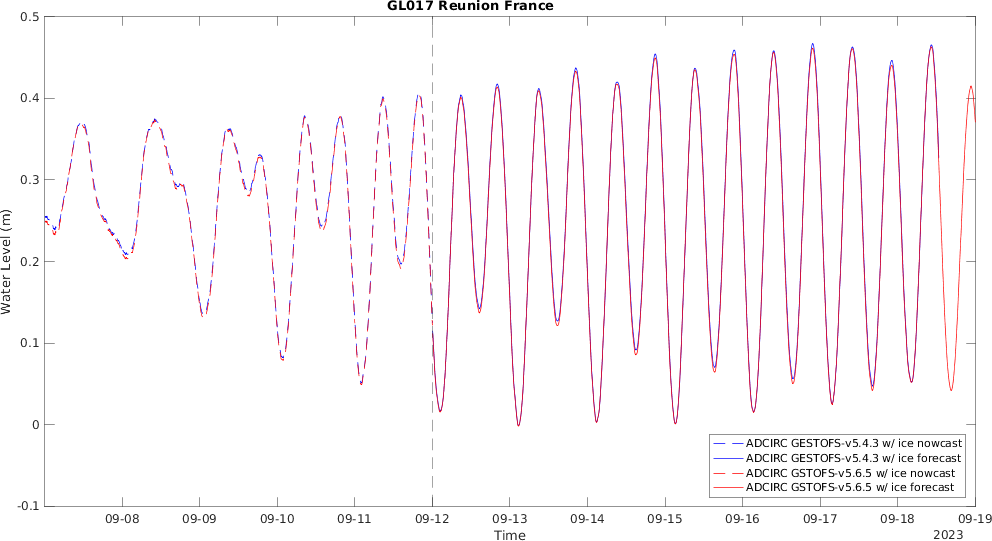 GL017 Reunion France
0.5
0.4
0.3
0.2
0.1
0
-0.1
Water Level (m)
09-08 09-09 09-10 09-11 09-12 09-13 09-14 09-15 09-16 09-17 09-18 09-19
Time
2023
ADCIRC GESTOFS-v5.4.3 w/ ice nowcast
ADCIRC GESTOFS-v5.4.3 w/ ice forecast
ADCIRC GSTOFS-v5.6.5 w/ ice nowcast
ADCIRC GSTOFS-v5.6.5 w/ ice forecast